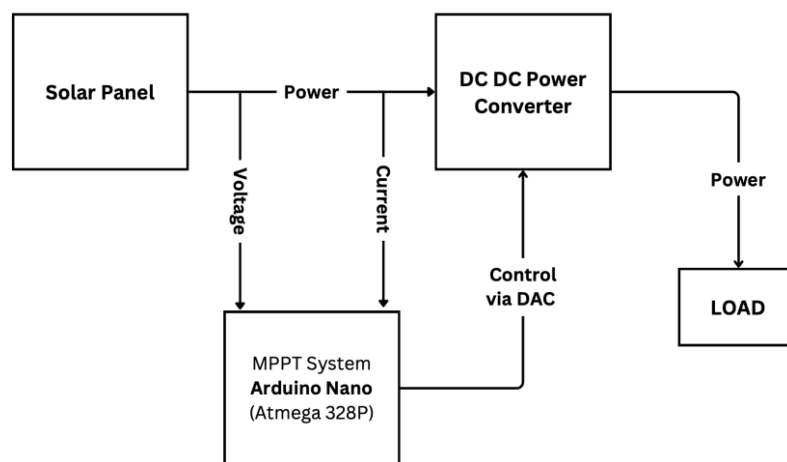 Solar Panel
Power
DC DC Power
Converter
Voltage
Current
Power
Control
via DAC
LOAD
MPPT System
Arduino Nano
(Atmega 328P)